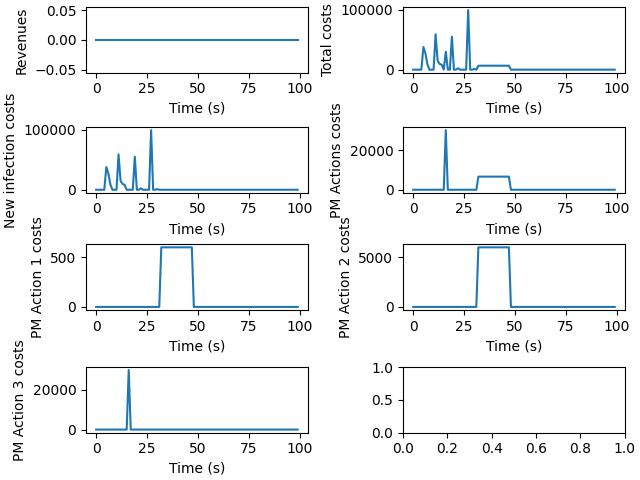 Revenues
0.05
0.00
−0.05
0 25 50 75 100
Time (s)
Total costs
100000
0
0 25 50 75 100
Time (s)
New infection costs
100000
0
0 25 50 75 100
Time (s)
PM Actions costs
20000
0
0 25 50 75 100
Time (s)
PM Action 1 costs
500
0
0 25 50 75 100
Time (s)
PM Action 2 costs
5000
0
0 25 50 75 100
Time (s)
PM Action 3 costs
20000
0
0 25 50 75 100
Time (s)
1.0
0.5
0.0
0.0 0.2 0.4 0.6 0.8 1.0